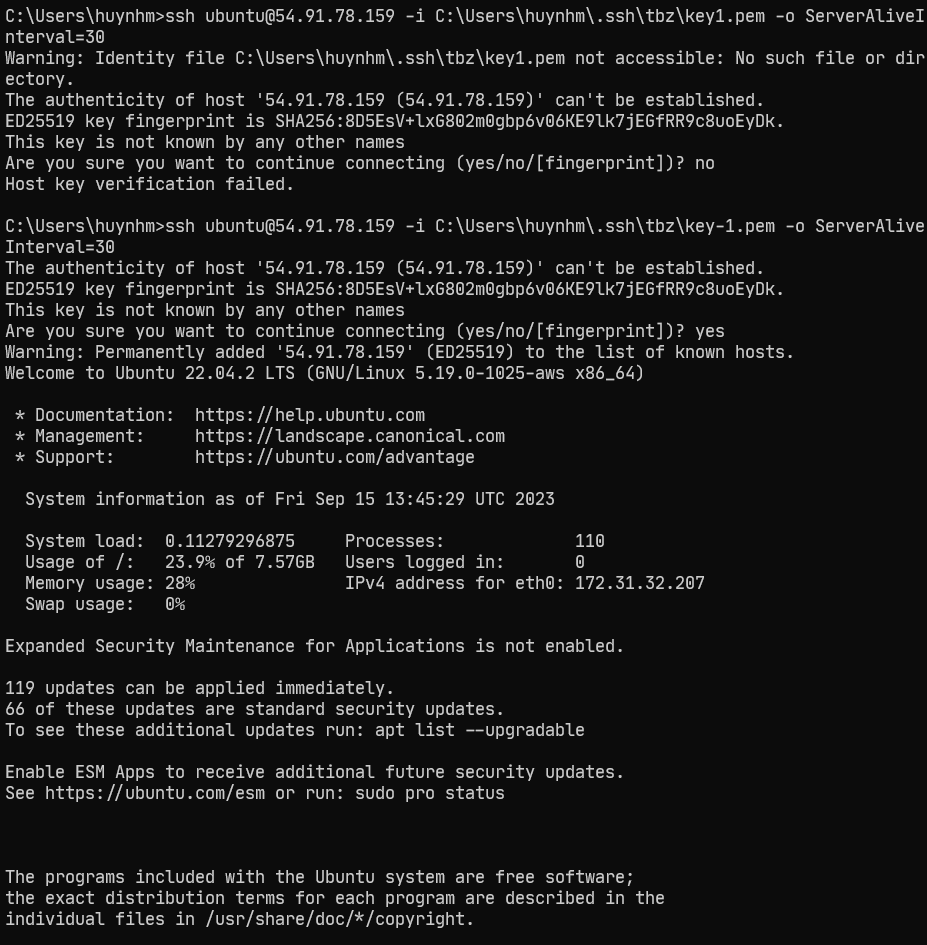 C:\Users\huynhm>ssh ubuntu@54.91.78.159 -i C:\Users\huynhm\.ssh\tbz\key1.pem -o ServerAliveI
nterval=30
Warning: Identity file C:\Users\huynhm\.ssh\tbz\key1.pem not accessible: No such file or dir
ectory.
The authenticity of host '54.91.78.159 (54.91.78.159)' can't be established.
ED25519 key fingerprint is SHA256:8D5EsV+lxG802m0gbp6v06KE9lk7jEGfRR9c8uoEyDk.
This key is not known by any other names
Are you sure you want to continue connecting (yes/no/[fingerprint])? no
Host key verification failed.
C:\Users\huynhm>ssh ubuntu@54.91.78.159 -i C:\Users\huynhm\.ssh\tbz\key-1.pem -o ServerAlive
Interval=30
The authenticity of host '54.91.78.159 (54.91.78.159)' can't be established.
ED25519 key fingerprint is SHA256:8D5EsV+lxG802m0gbp6v06KE9lk7jEGfRR9c8uoEyDk.
This key is not known by any other names
Are you sure you want to continue connecting (yes/no/[fingerprint])? yes
Warning: Permanently added '54.91.78.159' (ED25519) to the list of known hosts.
Welcome to Ubuntu 22.04.2 LTS (GNU/Linux 5.19.0-1025-aws x86_64)
* Documentation:  https://help.ubuntu.com
* Management:     https://landscape.canonical.com
* Support:        https://ubuntu.com/advantage
System information as of Fri Sep 15 13:45:29 UTC 2023
System load:  0.11279296875     Processes:             110
Usage of /:   23.9% of 7.57GB   Users logged in:       0
Memory usage: 28%               IPv4 address for eth0: 172.31.32.207
Swap usage:   0%
Expanded Security Maintenance for Applications is not enabled.
119 updates can be applied immediately.
66 of these updates are standard security updates.
To see these additional updates run: apt list --upgradable
Enable ESM Apps to receive additional future security updates.
See https://ubuntu.com/esm or run: sudo pro status
The programs included with the Ubuntu system are free software;
the exact distribution terms for each program are described in the
individual files in /usr/share/doc/*/copyright.